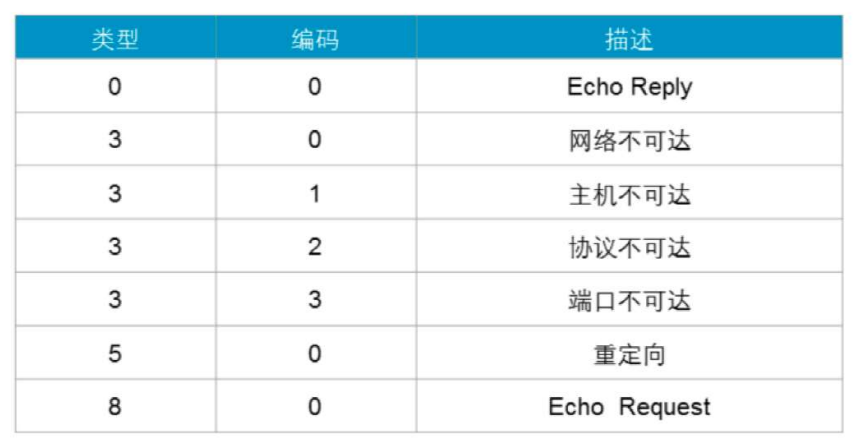 类型 编码 描述
0 0 Echo Reply
3 0 网络不可达
3 1 主机不可达
3 2 协议不可达
3 3 端口不可达
5 0 重定向
8 0 Echo Request